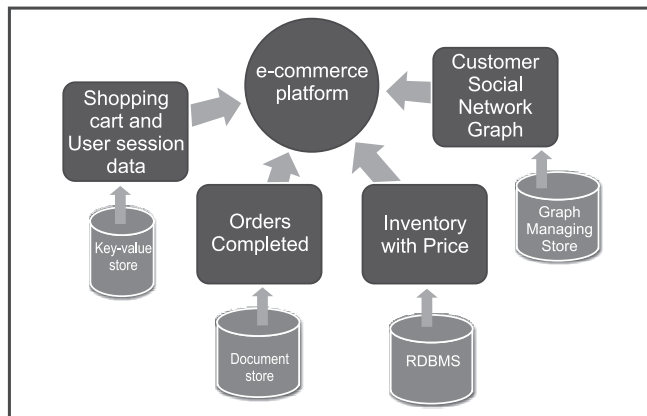 e-commerce
platform
Shopping
cart and
User session
data
Customer
Social
Network
Graph
Orders
Completed
Inventory
with Price
Key-value
store
Graph
Managing
Store
Document
store
RDBMS